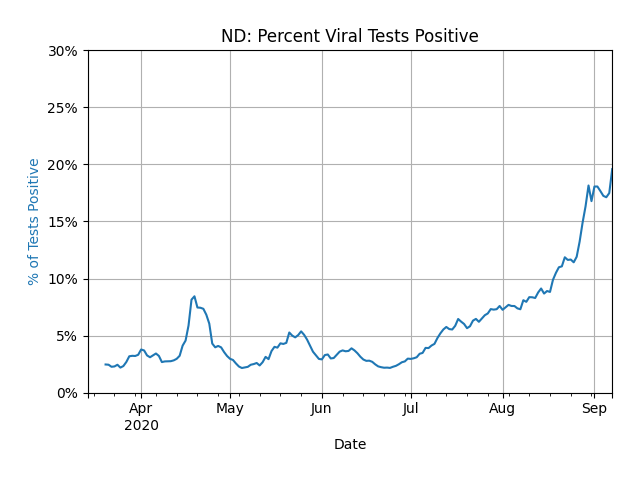 ND: Percent Viral Tests Positive
30%
25%
20%
15%
10%
5%
0%
% of Tests Positive
Apr May Jun Jul Aug Sep
2020
Date